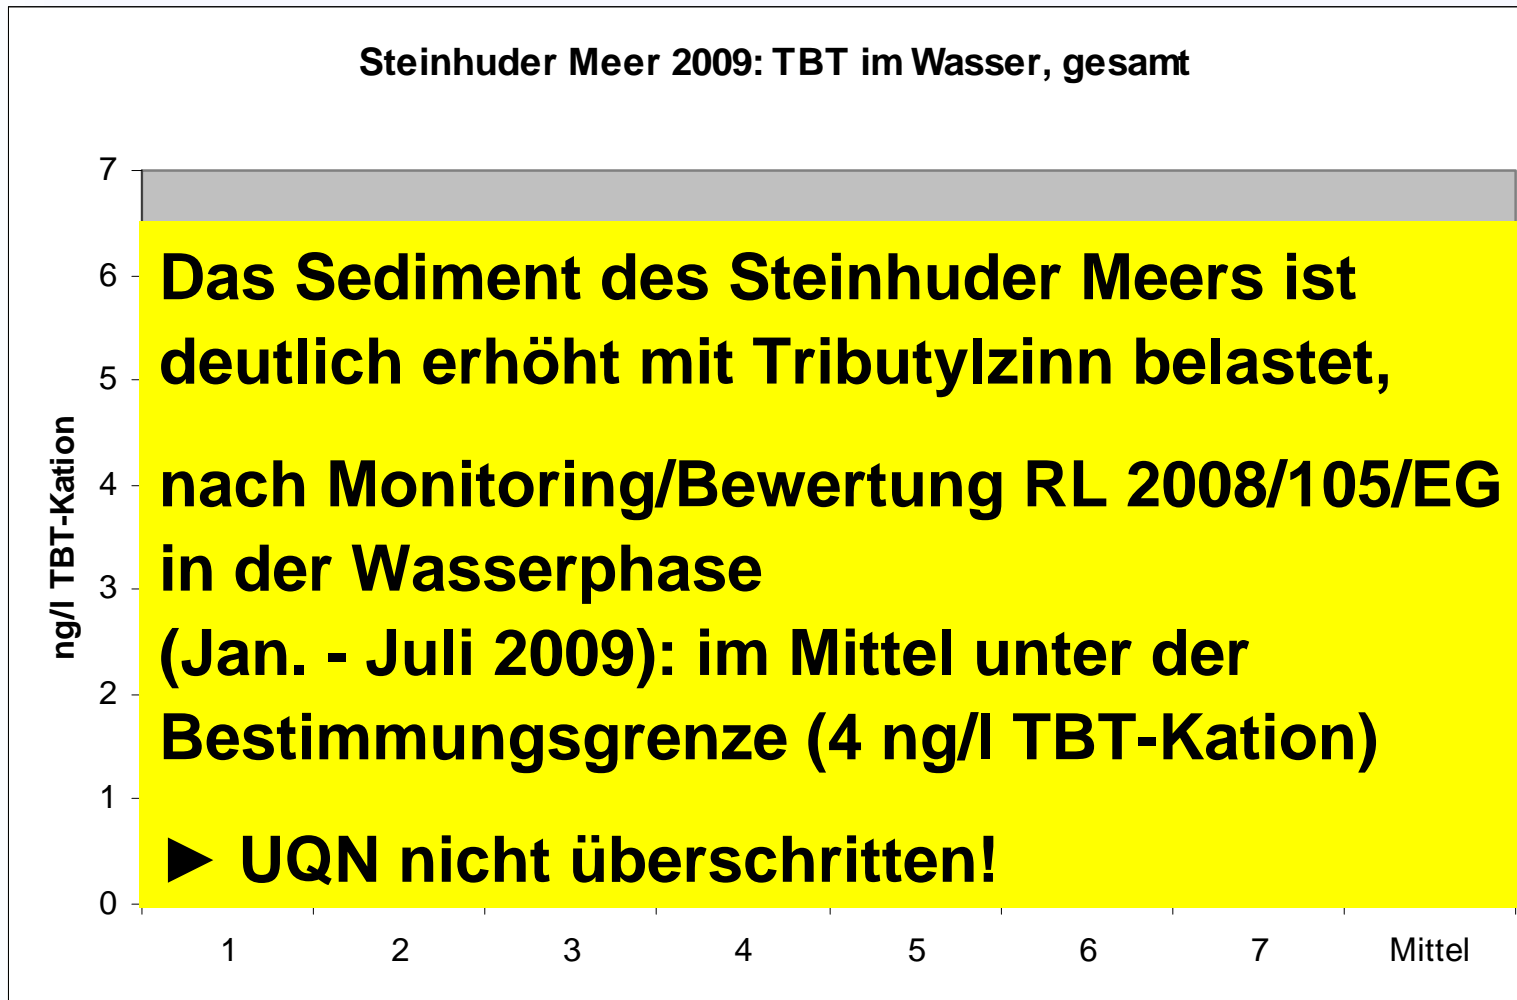 Steinhuder Meer 2009: TBT im Wasser, gesamt
7
6
5
4
3
2
1
0
ng/l TBT-Kation
Das Sediment des Steinhuder Meers ist
deutlich erhöht mit Tributylzinn belastet,
nach Monitoring/Bewertung RL 2008/105/EG
in der Wasserphase
(Jan. - Juli 2009): im Mittel unter der
Bestimmungsgrenze (4 ng/l TBT-Kation)
► UQN nicht überschritten!
1 2 3 4 5 6 7 Mittel